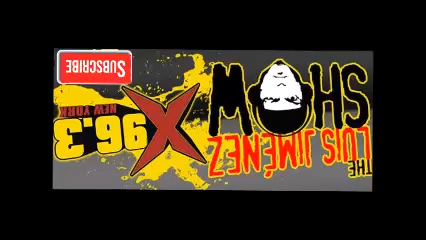 THE
LUIS JIMÉNEZ
SHOW
X
96.3
NEW YORK
SUBSCRIBE